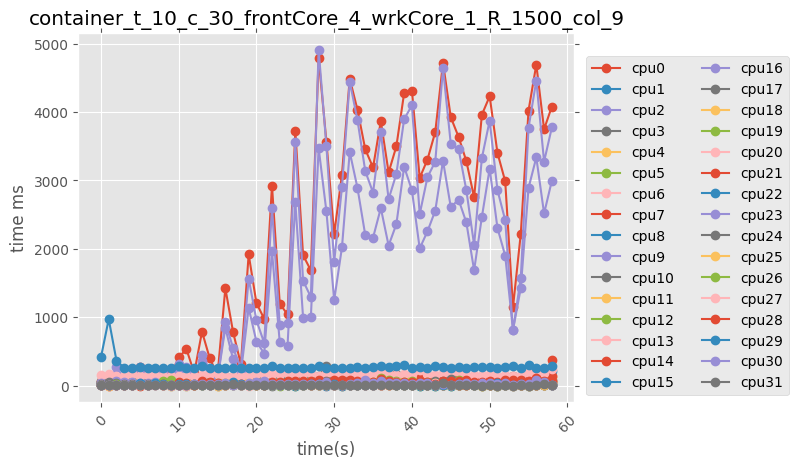 container_t_10_c_30_frontCore_4_wrkCore_1_R_1500_col_9
5000
4000
3000
2000
1000
0
time ms
0 10 20 30 40 50 60
time(s)
cpu0 cpu16
cpu1 cpu17
cpu2 cpu18
cpu3 cpu19
cpu4 cpu20
cpu5 cpu21
cpu6 cpu22
cpu7 cpu23
cpu8 cpu24
cpu9 cpu25
cpu10 cpu26
cpu11 cpu27
cpu12 cpu28
cpu13 cpu29
cpu14 cpu30
cpu15 cpu31